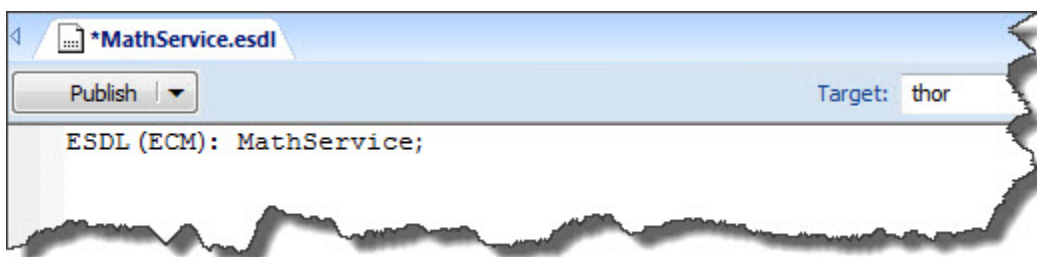 *MathService.esdl
Publish Target: thor
ESDL (ECM): MathService;